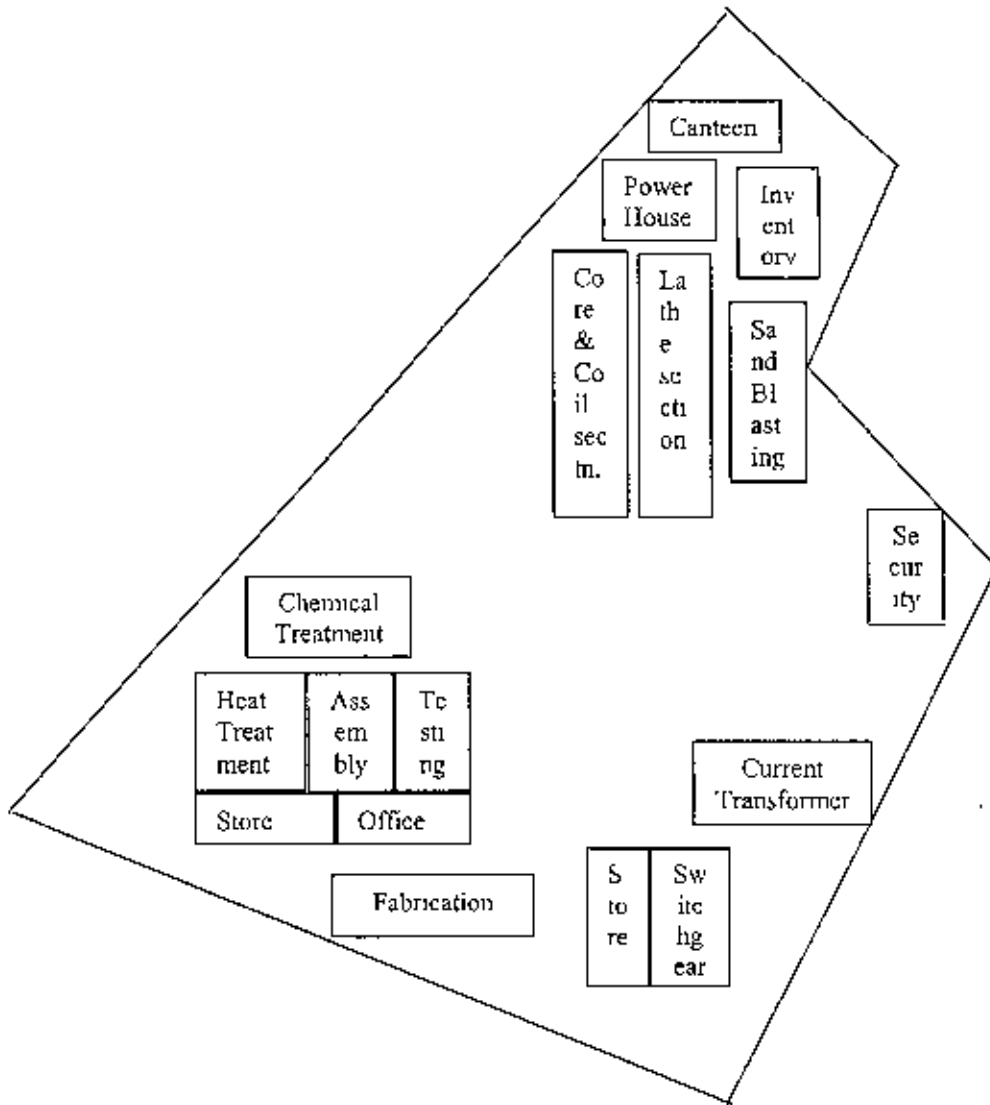 Canteen
Power
House
Inv
ent
ory
Co
re
&
Co
il
sec
tn.
La
th
e
se
cti
on
Sa
nd
Bl
ast
ing
Se
cur
ity
Chemical
Treatment
Heat
Treat
ment
Ass
em
bly
Te
sti
ng
Store
Office
Current
Transformer
Fabrication
S
to
re
Sw
itc
hg
ear